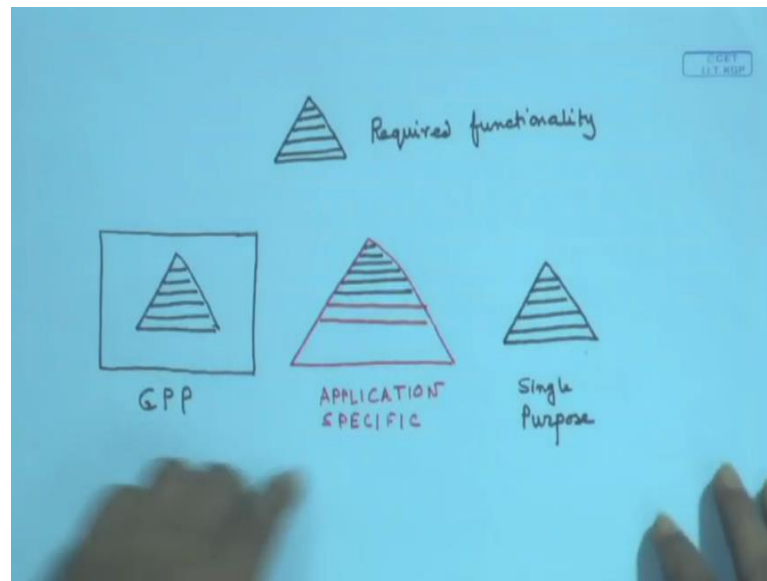 CCET
I.I.T. KGP
Required functionality
GPP
APPLICATION
SPECIFIC
Single
Purpose